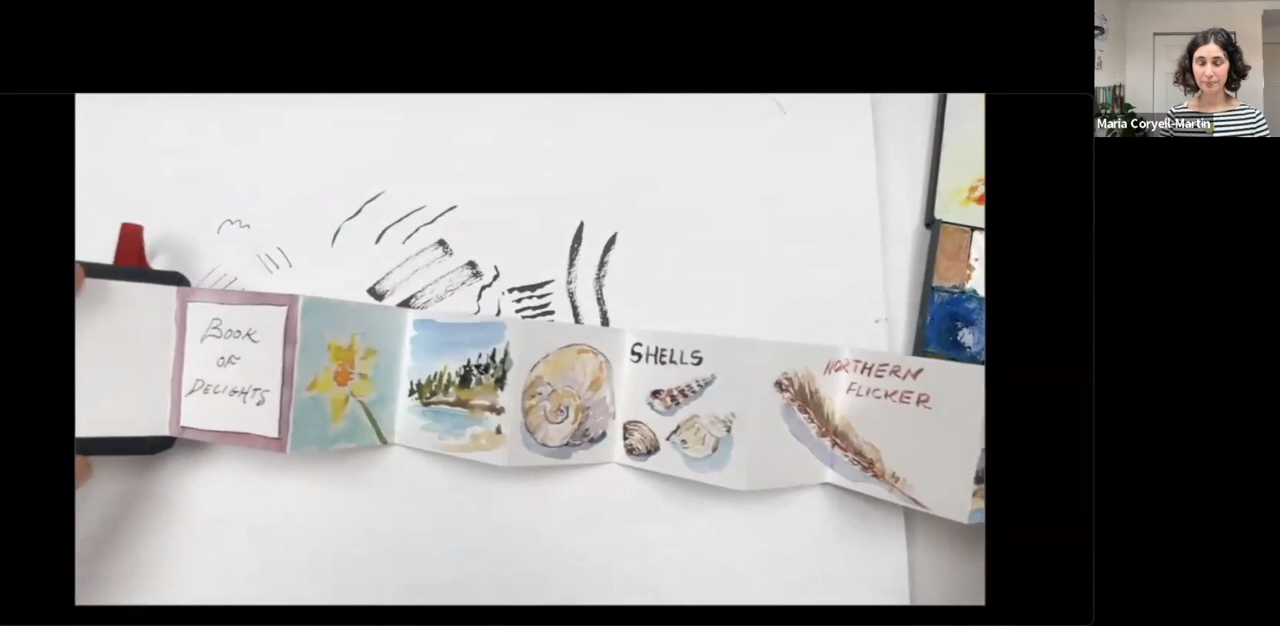 Maria Coryell-Martin
BOOK
OF
DELIGHTS
SHELLS
NORTHERN
FLICKER